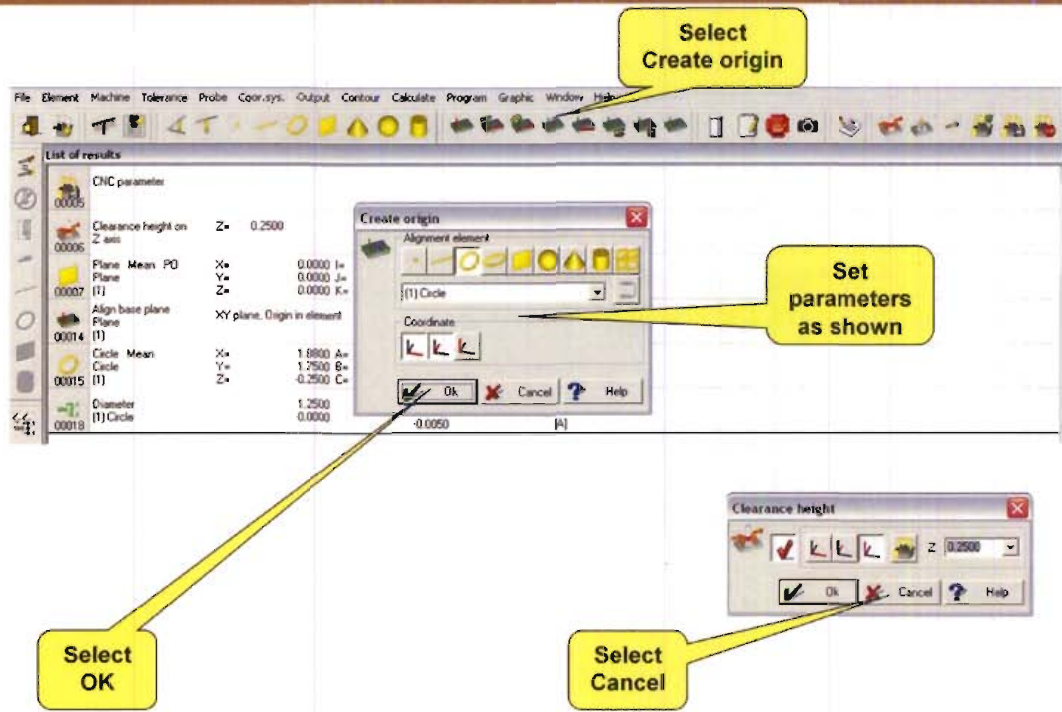 Select
Create origin
File Element Machine Tolerance Probe Coor.sys. Output Contour Calculate Program Graphic Window Help
List of results
CNC parameter
00005
Clearance height on Z= 0.2500
Z axis
00006
Plane Mean PD X= 0.0000 I=
Plane Y= 0.0000 J=
00007 (1) Z= 0.0000 K=
Align base plane XY plane, Origin in element
Plane
00014 (1)
Circle Mean X= 1.8800 A=
Circle Y= 1.2500 B=
00015 (1) Z= -0.2500 C=
Diameter 1.2500
00018 (1) Circle 0.0000 -0.0050 [A]
Create origin
Alignment element
(1) Circle
Coordinate
Ok Cancel Help
Set
parameters
as shown
Clearance height
Z 0.2500
Ok Cancel Help
Select
OK
Select
Cancel